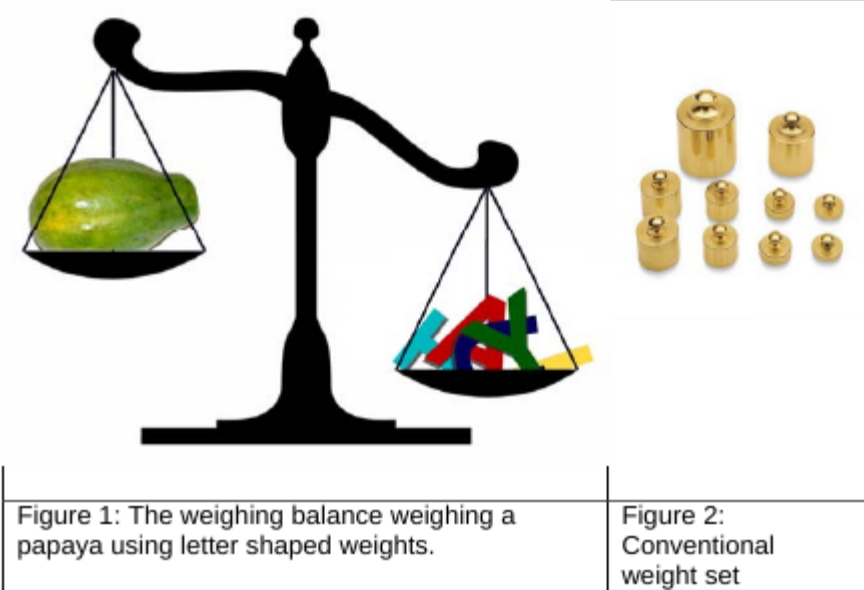 Figure 1: The weighing balance weighing a
papaya using letter shaped weights.
Figure 2:
Conventional
weight set